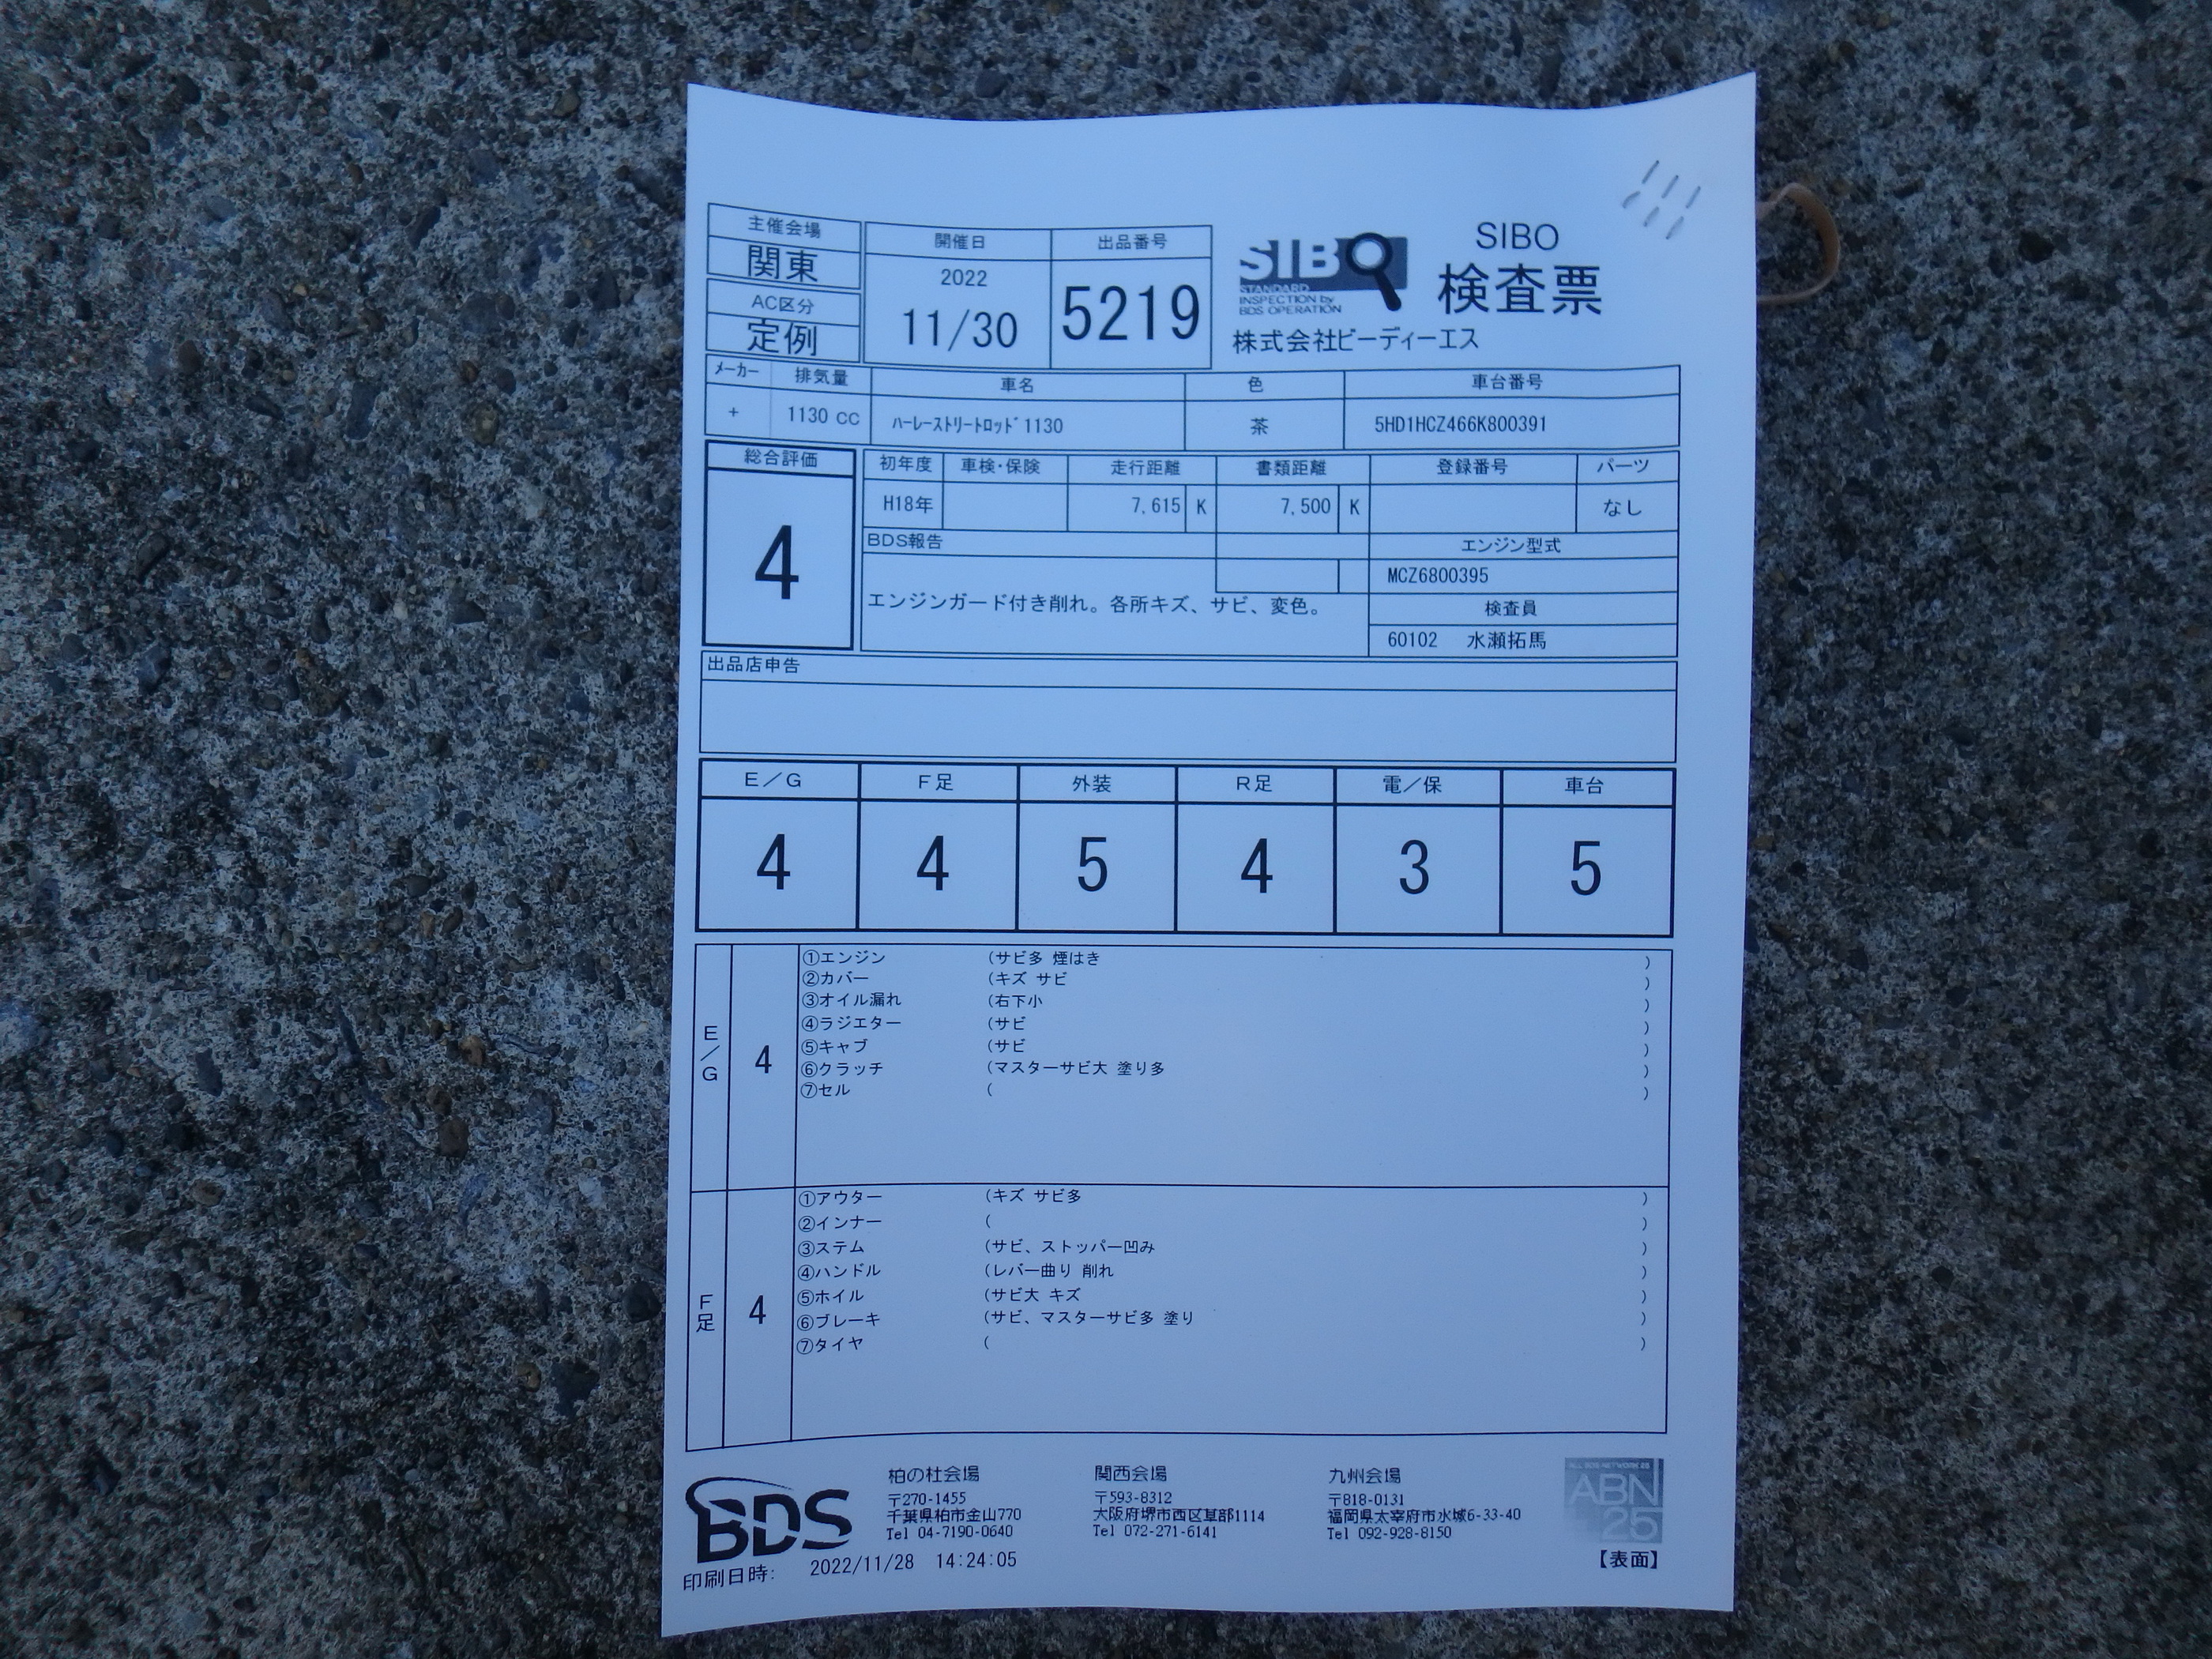 主催会場
関東
AC区分
定例
開催日
2022
11/30
出品番号
5219
SIBO
STANDARD
INSPECTION by
BDS OPERATION
SIBO
検査票
株式会社ビーディーエス
メーカー 排気量 車名 色 車台番号
+ 1130 CC ﾊｰﾚｰｽﾄﾘｰﾄﾛｯﾄﾞ1130 茶 5HD1HCZ466K800391
総合評価
4
初年度 車検・保険 走行距離 書類距離 登録番号 パーツ
H18年 7,615 K 7,500 K なし
BDS報告
エンジンガード付き削れ。各所キズ、サビ、変色。
エンジン型式
MCZ6800395
検査員
60102 水瀬拓馬
出品店申告
E／G F足 外装 R足 電／保 車台
4 4 5 4 3 5
E／G
4
①エンジン (サビ多 煙はき )
②カバー (キズ サビ )
③オイル漏れ (右下小 )
④ラジエター (サビ )
⑤キャブ (サビ )
⑥クラッチ (マスターサビ大 塗り多 )
⑦セル ( )
F足
4
①アウター (キズ サビ多 )
②インナー ( )
③ステム (サビ、ストッパー凹み )
④ハンドル (レバー曲り 削れ )
⑤ホイル (サビ大 キズ )
⑥ブレーキ (サビ、マスターサビ多 塗り )
⑦タイヤ ( )
BDS
柏の杜会場
〒270-1455
千葉県柏市金山770
Tel 04-7190-0640
関西会場
〒593-8312
大阪府堺市西区草部1114
Tel 072-271-6141
九州会場
〒818-0131
福岡県太宰府市水城6-33-40
Tel 092-928-8150
ALL BDS NETWORK 25
ABN
25
印刷日時: 2022/11/28 14:24:05
【表面】